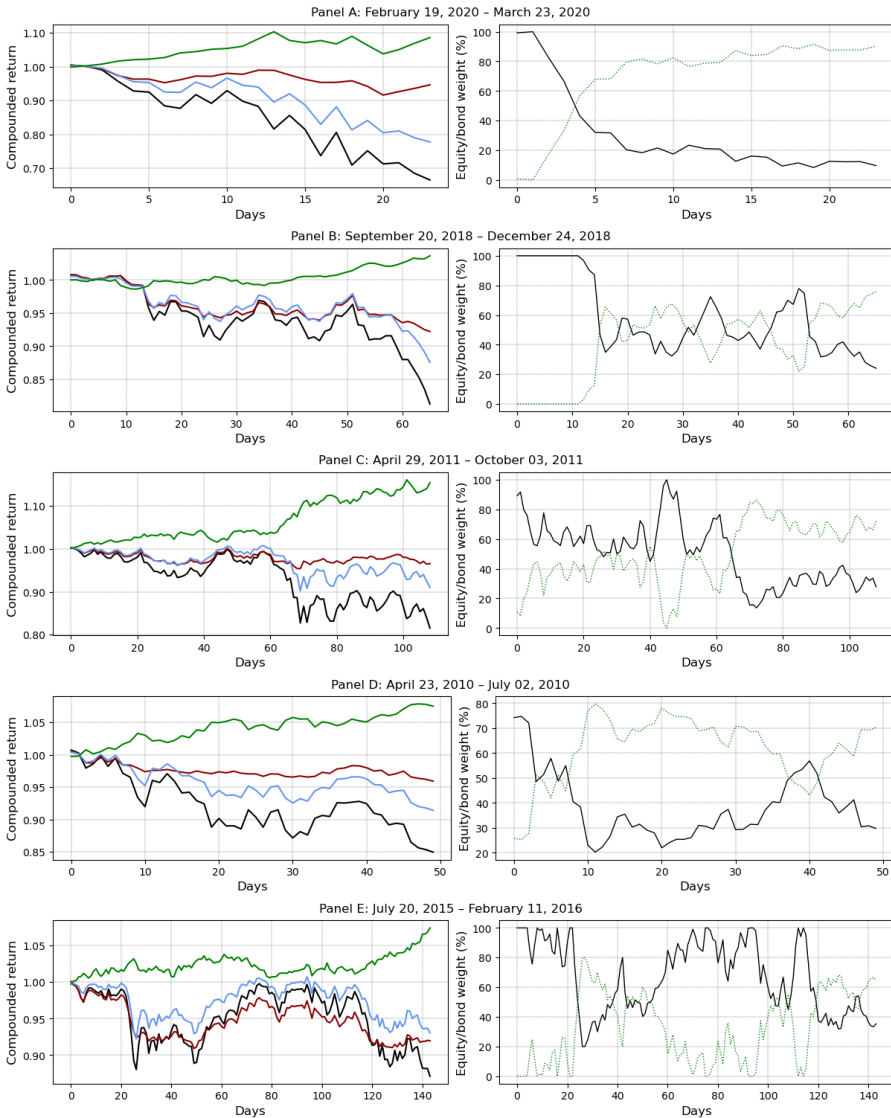 Panel A: February 19, 2020 – March 23, 2020
Compounded return
1.10
1.00
0.90
0.80
0.70
0 5 10 15 20
Days
Equity/bond weight (%)
100
80
60
40
20
0
0 5 10 15 20
Days
Panel B: September 20, 2018 – December 24, 2018
Compounded return
1.00
0.95
0.90
0.85
0 10 20 30 40 50 60
Days
Equity/bond weight (%)
100
80
60
40
20
0
0 10 20 30 40 50 60
Days
Panel C: April 29, 2011 – October 03, 2011
Compounded return
1.10
1.00
0.90
0.80
0 20 40 60 80 100
Days
Equity/bond weight (%)
100
80
60
40
20
0
0 20 40 60 80 100
Days
Panel D: April 23, 2010 – July 02, 2010
Compounded return
1.05
1.00
0.95
0.90
0.85
0 10 20 30 40 50
Days
Equity/bond weight (%)
80
70
60
50
40
30
20
0 10 20 30 40 50
Days
Panel E: July 20, 2015 – February 11, 2016
Compounded return
1.05
1.00
0.95
0.90
0 20 40 60 80 100 120 140
Days
Equity/bond weight (%)
100
80
60
40
20
0
0 20 40 60 80 100 120 140
Days